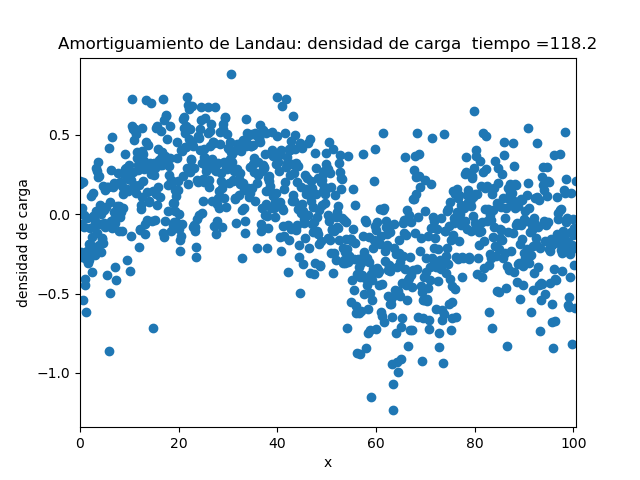 Amortiguamiento de Landau: densidad de carga  tiempo =118.2
densidad de carga
0.5
0.0
−0.5
−1.0
0 20 40 60 80 100
x